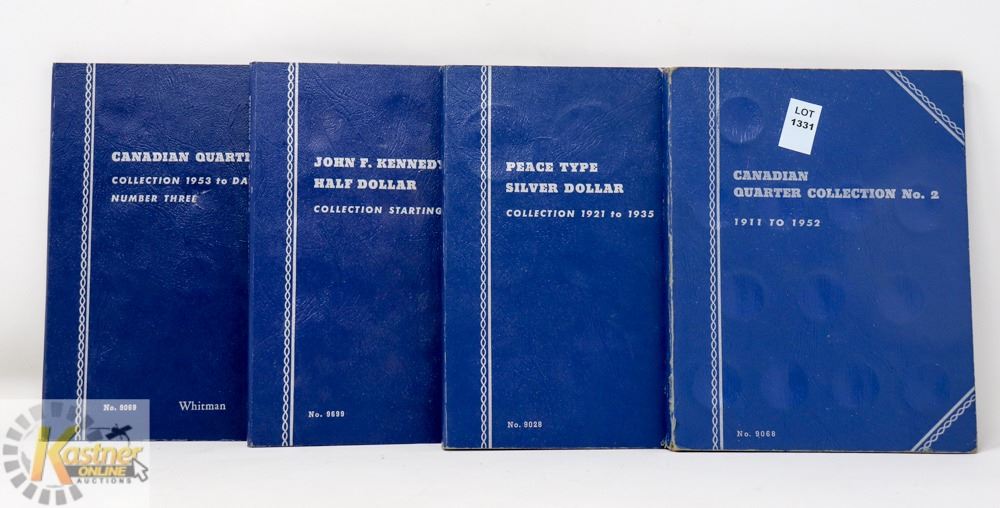 CANADIAN QUARTE
COLLECTION 1953 to DA
NUMBER THREE
No. 9069
Whitman
JOHN F. KENNEDY
HALF DOLLAR
COLLECTION STARTING
No. 9699
PEACE TYPE
SILVER DOLLAR
COLLECTION 1921 to 1935
No. 9028
LOT
1331
CANADIAN
QUARTER COLLECTION No. 2
1911 TO 1952
No. 9068
Kastner
ONLINE
AUCTIONS